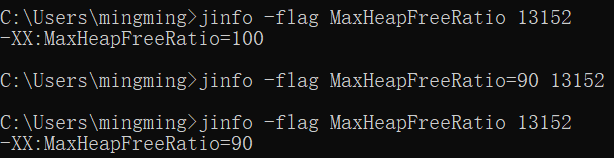 C:\Users\mingming>jinfo -flag MaxHeapFreeRatio 13152
-XX:MaxHeapFreeRatio=100
C:\Users\mingming>jinfo -flag MaxHeapFreeRatio=90 13152
C:\Users\mingming>jinfo -flag MaxHeapFreeRatio 13152
-XX:MaxHeapFreeRatio=90